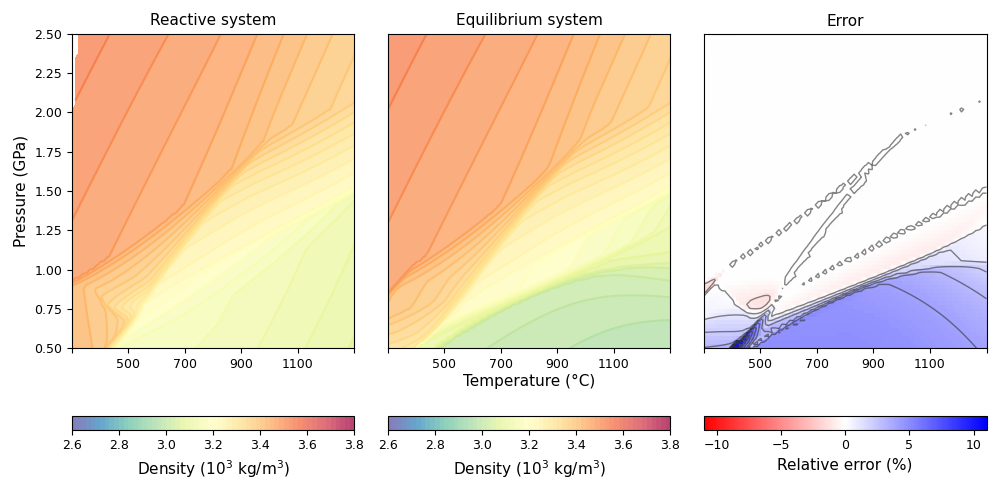 Reactive system
Equilibrium system
Error
2.50
2.25
2.00
1.75
1.50
1.25
1.00
0.75
0.50
Pressure (GPa)
500 700 900 1100
500 700 900 1100
500 700 900 1100
Temperature (°C)
2.6 2.8 3.0 3.2 3.4 3.6 3.8
2.6 2.8 3.0 3.2 3.4 3.6 3.8
−10 −5 0 5 10
Density (10³ kg/m³)
Density (10³ kg/m³)
Relative error (%)